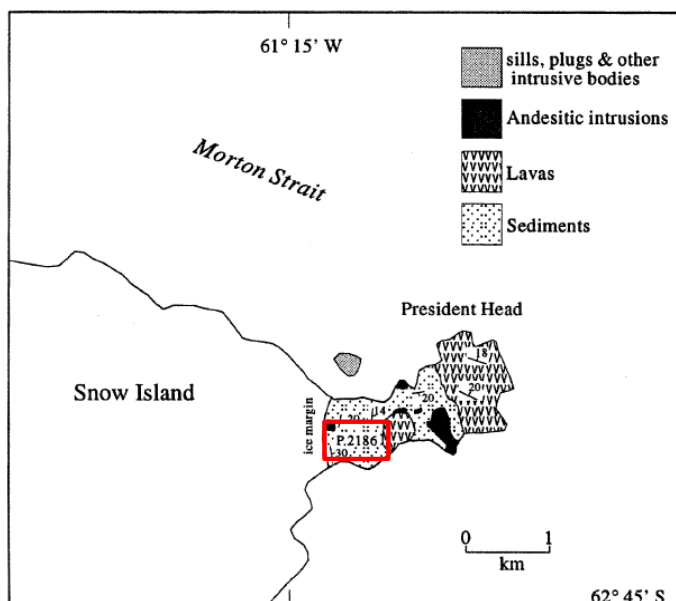 61° 15' W
sills, plugs & other
intrusive bodies
Andesitic intrusions
Morton Strait
Lavas
Sediments
President Head
18
Snow Island
20
20
20
14
ice margin
P.2186
30
0 1
km
62° 45' S